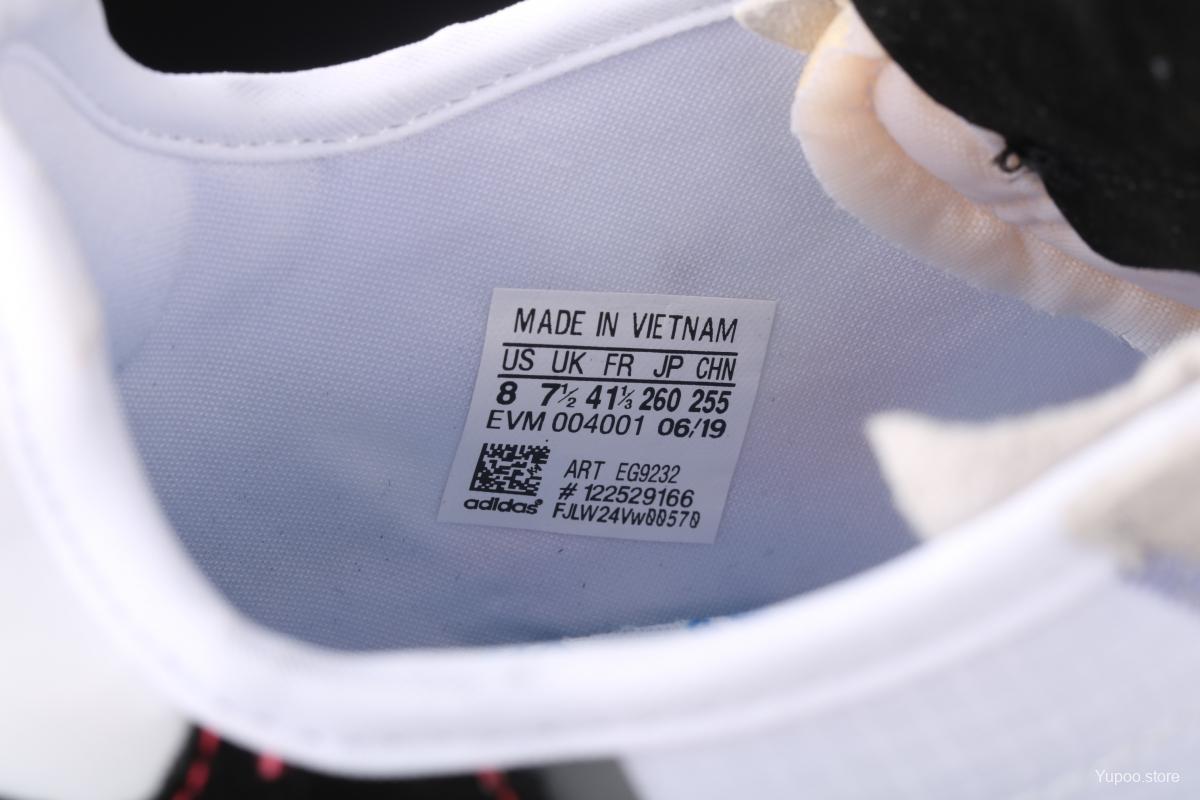 MADE IN VIETNAM
US UK FR JP CHN
8 7½ 41⅓ 260 255
EVM 004001 06/19
ART EG9232
# 122529166
adidas®
FJLW24Vw00570
Yupoo.store